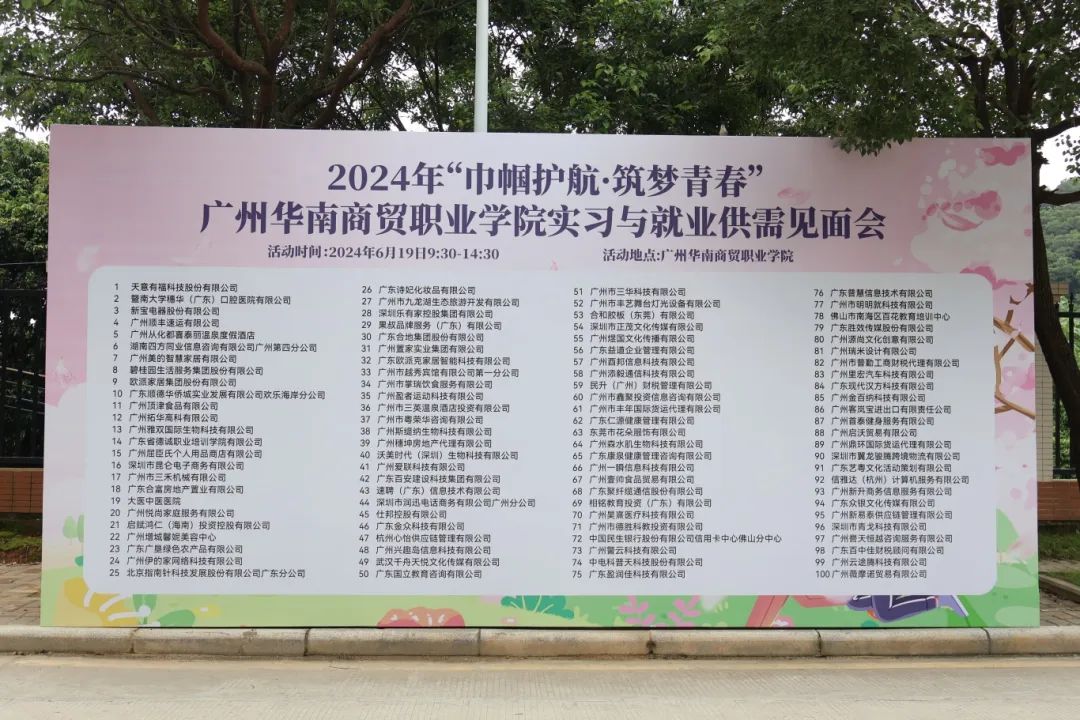 2024年“巾帼护航·筑梦青春”
广州华南商贸职业学院实习与就业供需见面会
活动时间:2024年6月19日9:30-14:30
活动地点:广州华南商贸职业学院
1 天意有福科技股份有限公司
2 暨南大学穗华（广东）口腔医院有限公司
3 新宝电器股份有限公司
4 广州顺丰速运有限公司
5 广州从化都喜泰丽温泉度假酒店
6 湖南四方同业信息咨询有限公司广州第四分公司
7 广州美的智慧家居有限公司
8 碧桂园生活服务集团股份有限公司
9 欧派家居集团股份有限公司
10 广东顺德华侨城实业发展有限公司欢乐海岸分公司
11 广州顶津食品有限公司
12 广州拓华高科有限公司
13 广州雅双国际生物科技有限公司
14 广东省德诚职业培训学院有限公司
15 广州屈臣氏个人用品商店有限公司
16 深圳市昆仑电子商务有限公司
17 广州市三禾机械有限公司
18 广东合富房地产置业有限公司
19 大医中医医院
20 广州悦尚家庭服务有限公司
21 启赋鸿仁（海南）投资控股有限公司
22 广州增城馨妮美容中心
23 广东广垦绿色农产品有限公司
24 广州伊的家网络科技有限公司
25 北京指南针科技发展股份有限公司广东分公司
26 广东诗妃化妆品有限公司
27 广州市九龙湖生态旅游开发有限公司
28 深圳乐有家控股集团有限公司
29 果叔品牌服务（广东）有限公司
30 广东合地集团股份有限公司
31 广州置家实业集团有限公司
32 广东欧派克家居智能科技有限公司
33 广州市越秀宾馆有限公司第一分公司
34 广州市掌瑞饮食服务有限公司
35 广州盈者运动科技有限公司
36 广州市三英温泉酒店投资有限公司
37 广州市粤荣华咨询有限公司
38 广州斯缇纳生物科技有限公司
39 广州穗坤房地产代理有限公司
40 沃美时代（深圳）生物科技有限公司
41 广州爱联科技有限公司
42 广东百安建设科技集团有限公司
43 速聘（广东）信息技术有限公司
44 深圳市润迅电话商务有限公司广州分公司
45 仕邦控股有限公司
46 广东金众科技有限公司
47 杭州心怡供应链管理有限公司
48 广州兴趣岛信息科技有限公司
49 武汉千舟天悦文化传媒有限公司
50 广东国立教育咨询有限公司
51 广州市三华科技有限公司
52 广州市丰艺舞台灯光设备有限公司
53 合和胶板（东莞）有限公司
54 深圳市正茂文化传媒有限公司
55 广州煜国文化传播有限公司
56 广东益道企业管理有限公司
57 广州酉邦信息科技有限公司
58 广州添毅通信科技有限公司
59 民升（广州）财税管理有限公司
60 广州市鑫聚投资信息咨询有限公司
61 广州市丰年国际货运代理有限公司
62 广东仁源健康管理有限公司
63 东莞市花朵服饰有限公司
64 广州森水肌生物科技有限公司
65 广东康泉健康管理咨询有限公司
66 广州一瞬信息科技有限公司
67 广州壹帅食品贸易有限公司
68 广东聚纤缆通信股份有限公司
69 相铭教育投资（广东）有限公司
70 广州昊嘉医疗科技有限公司
71 广州市德胜科教投资有限公司
72 中国民生银行股份有限公司信用卡中心佛山分中心
73 广州警云科技有限公司
74 中电科普天科技股份有限公司
75 广东盈润佳科技有限公司
76 广东普慧信息技术有限公司
77 广州市明明就科技有限公司
78 佛山市南海区百花教育培训中心
79 广东胜效传媒股份有限公司
80 广州源尚文化创意有限公司
81 广州瑞米设计有限公司
82 广州市普勤工商财税代理有限公司
83 广州里宏汽车科技有限公司
84 广东现代汉方科技有限公司
85 广州金百纳科技有限公司
86 广州客岚宝进出口有限责任公司
87 广州首泰健身服务有限公司
88 广州启沃贸易有限公司
89 广州鼎环国际货运代理有限公司
90 深圳市翼龙骏腾跨境物流有限公司
91 广东艺粤文化活动策划有限公司
92 信雅达（杭州）计算机服务有限公司
93 广州新升商务信息服务有限公司
94 广东众银文化传媒有限公司
95 广州新易泰供应链管理有限公司
96 深圳市青戈科技有限公司
97 广州誉天恒越咨询服务有限公司
98 广东百中佳财税顾问有限公司
99 广州云途腾科技有限公司
100 广州薇摩诺贸易有限公司